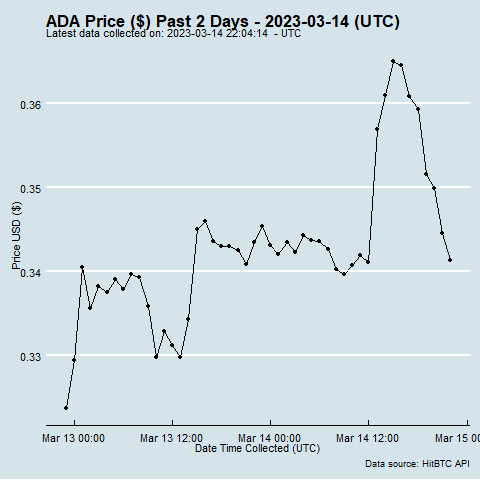 ADA Price ($) Past 2 Days - 2023-03-14 (UTC)
Latest data collected on: 2023-03-14 22:04:14 - UTC
0.36
0.35
0.34
0.33
Price USD ($)
Mar 13 00:00 Mar 13 12:00 Mar 14 00:00 Mar 14 12:00 Mar 15 00
Date Time Collected (UTC)
Data source: HitBTC API